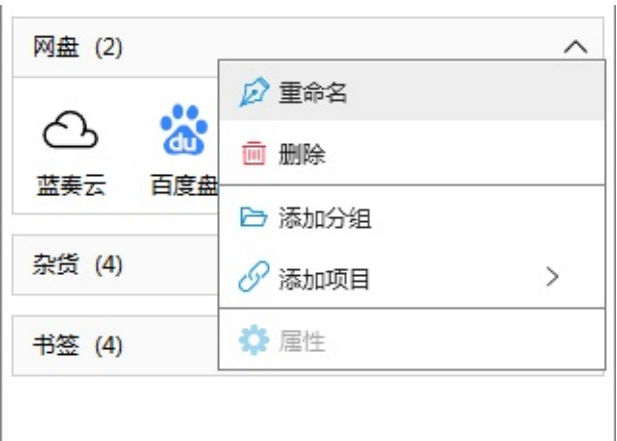 网盘 (2)
重命名
du
删除
蓝奏云
百度盘
添加分组
杂货 (4)
添加项目
书签 (4)
属性